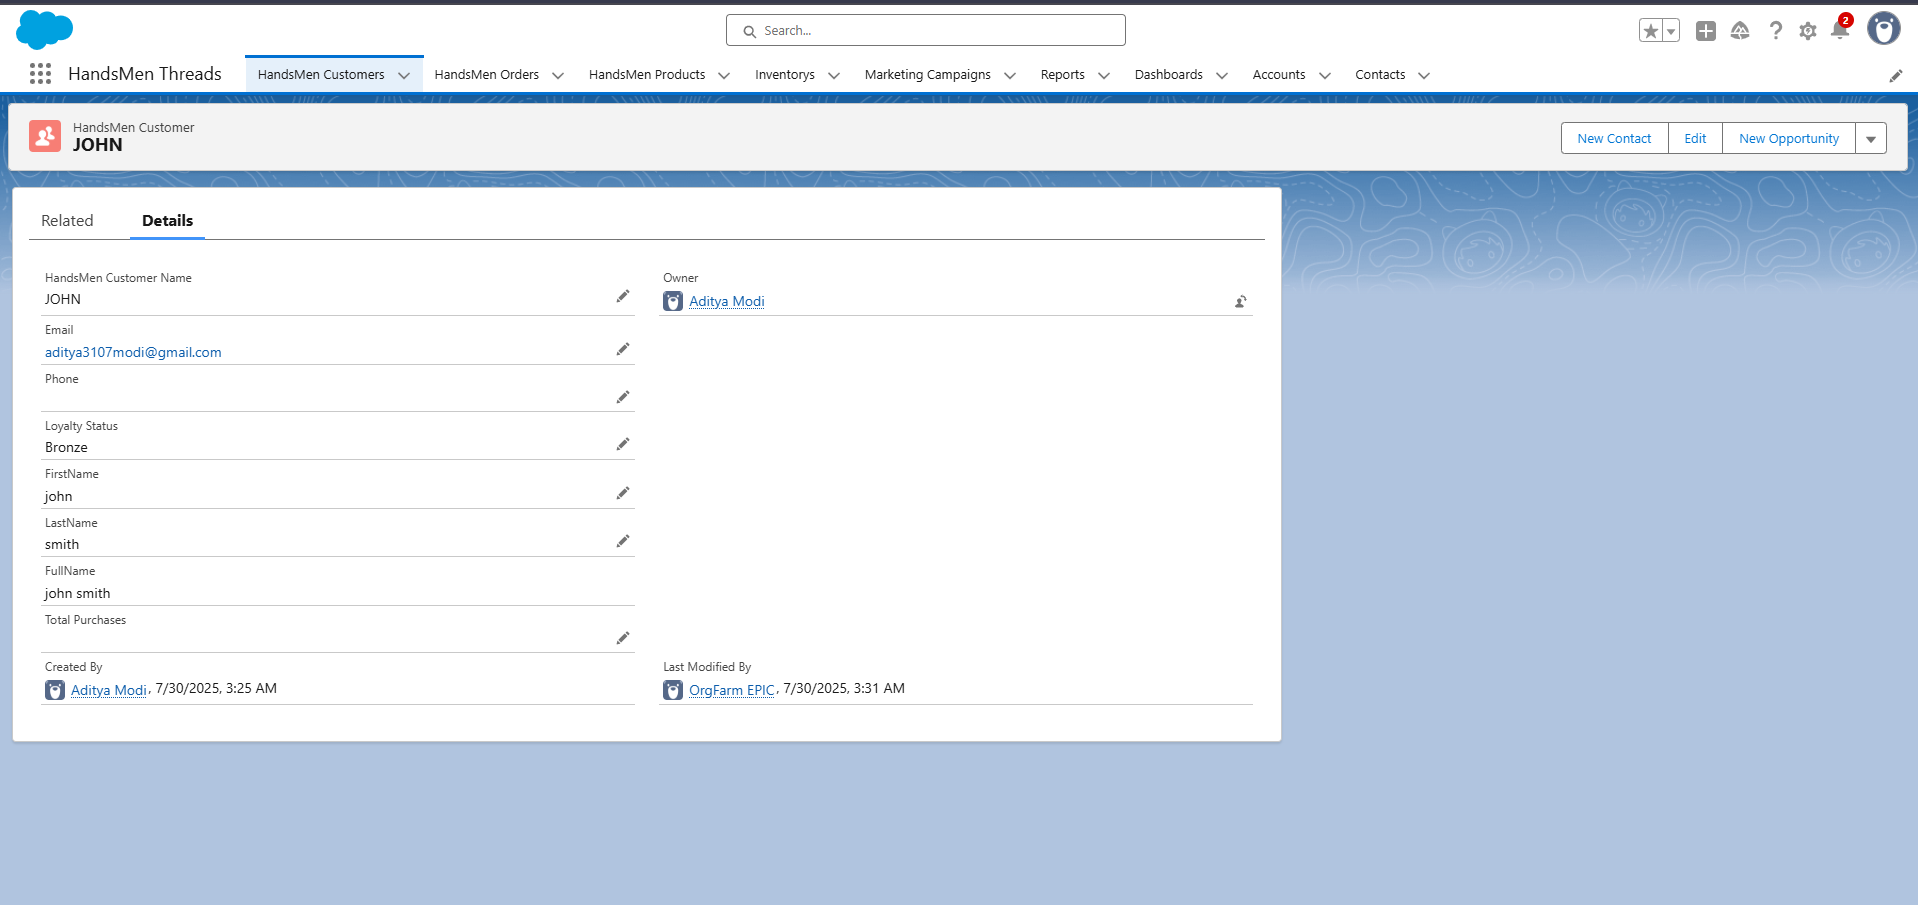 Search...
2
HandsMen Threads
HandsMen Customers
HandsMen Orders
HandsMen Products
Inventorys
Marketing Campaigns
Reports
Dashboards
Accounts
Contacts
HandsMen Customer
JOHN
New Contact
Edit
New Opportunity
Related
Details
HandsMen Customer Name
JOHN
Owner
Aditya Modi
Email
aditya3107modi@gmail.com
Phone
Loyalty Status
Bronze
FirstName
john
LastName
smith
FullName
john smith
Total Purchases
Created By
Aditya Modi, 7/30/2025, 3:25 AM
Last Modified By
OrgFarm EPIC, 7/30/2025, 3:31 AM